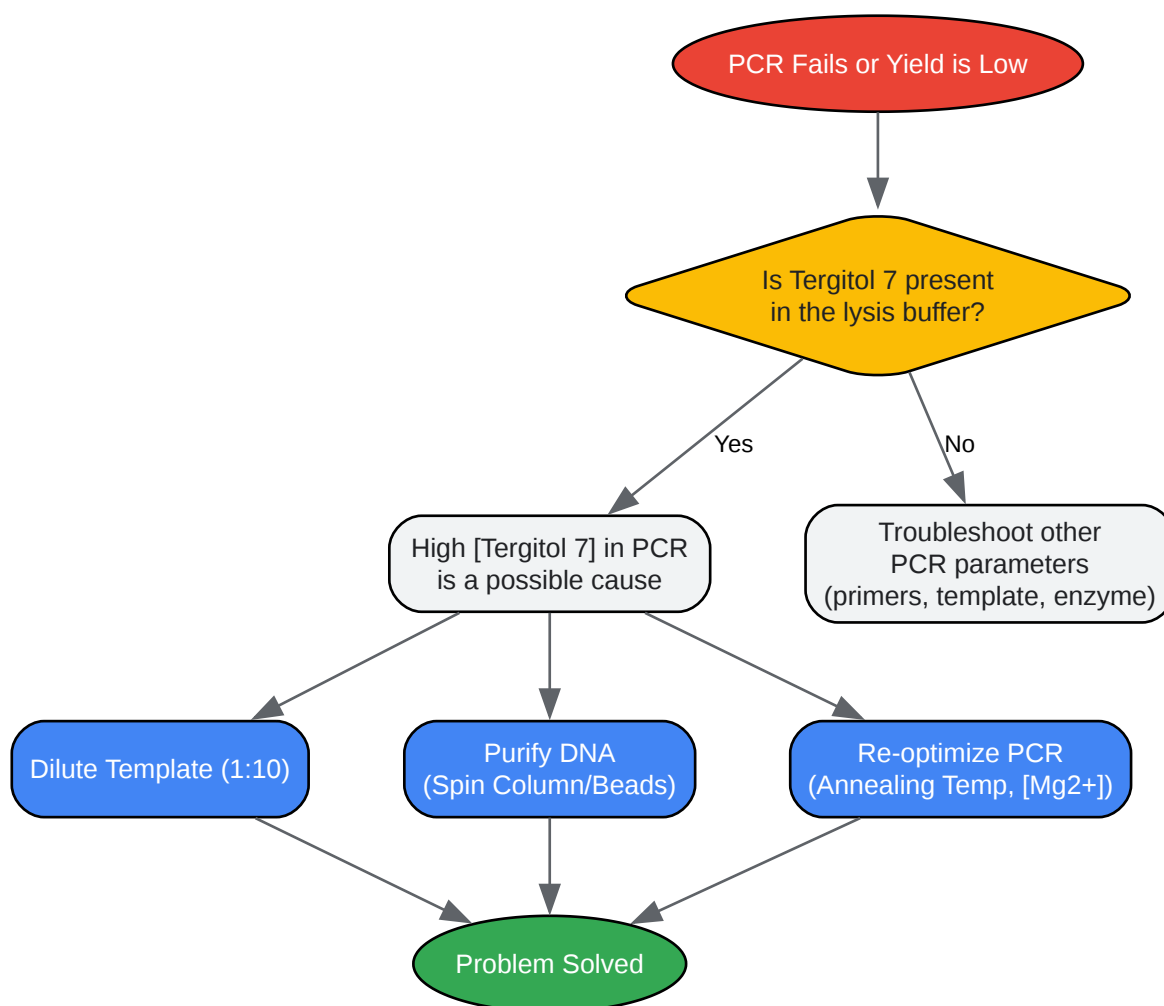 PCR Fails or Yield is Low
Is Tergitol 7 present
in the lysis buffer?
Yes
No
High [Tergitol 7] in PCR
is a possible cause
Troubleshoot other
PCR parameters
(primers, template, enzyme)
Dilute Template (1:10)
Purify DNA
(Spin Column/Beads)
Re-optimize PCR
(Annealing Temp, [Mg2+])
Problem Solved